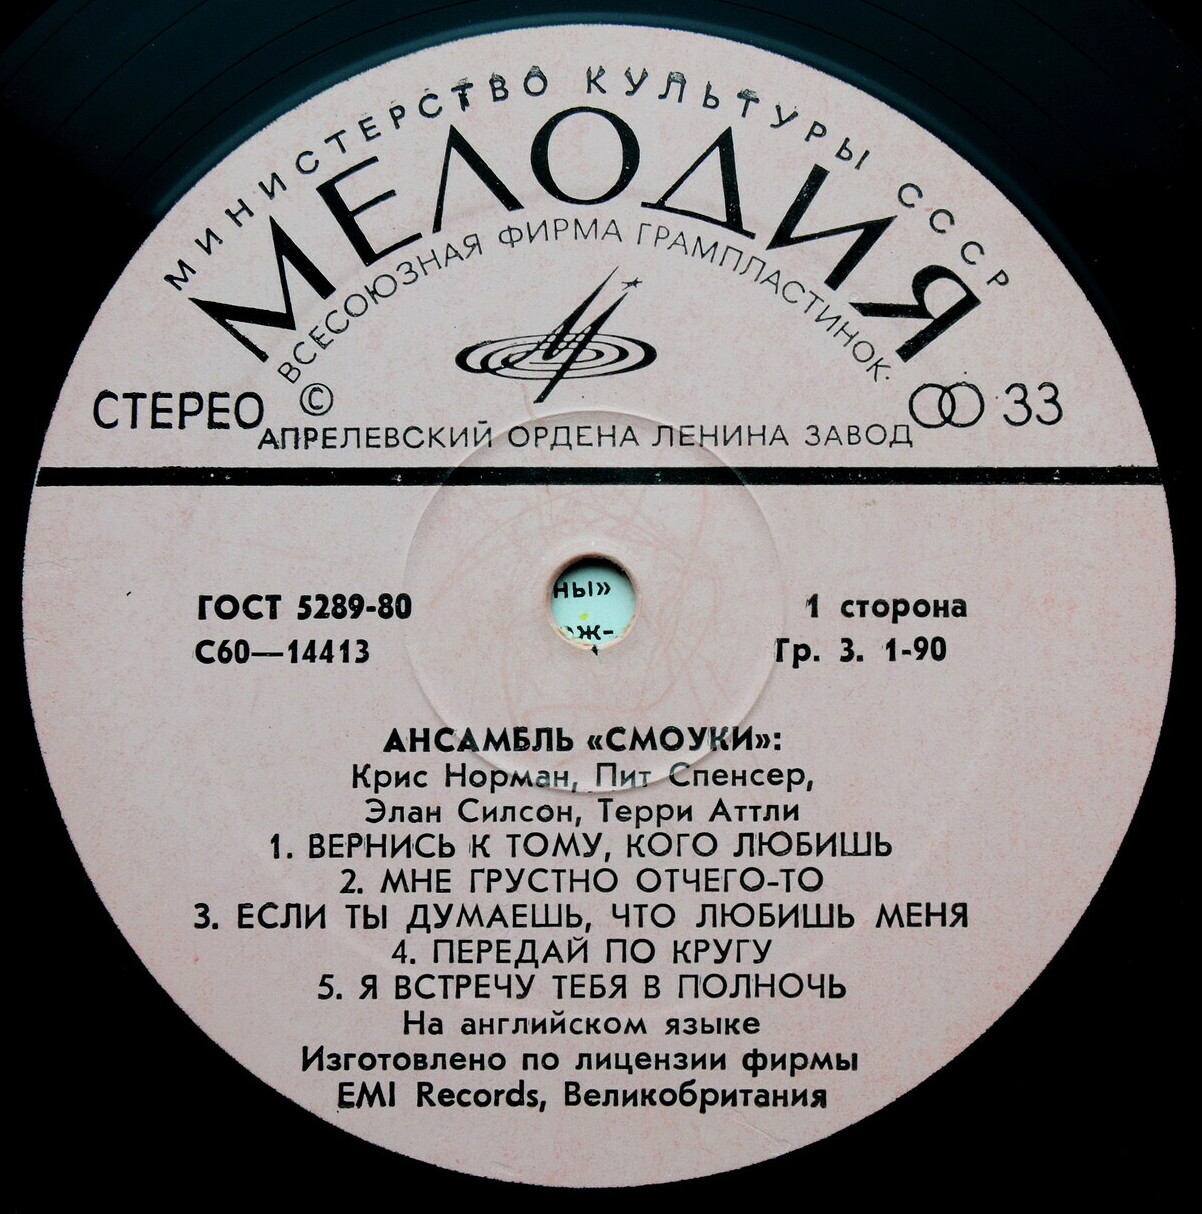 МИНИСТЕРСТВО КУЛЬТУРЫ СССР
МЕЛОДИЯ
ВСЕСОЮЗНАЯ ФИРМА ГРАМПЛАСТИНОК
СТЕРЕО © 33
АПРЕЛЕВСКИЙ ОРДЕНА ЛЕНИНА ЗАВОД
ны»
ож-
ГОСТ 5289-80 1 сторона
С60—14413 Гр. 3. 1-90
АНСАМБЛЬ «СМОУКИ»:
Крис Норман, Пит Спенсер,
Элан Силсон, Терри Аттли
1. ВЕРНИСЬ К ТОМУ, КОГО ЛЮБИШЬ
2. МНЕ ГРУСТНО ОТЧЕГО-ТО
3. ЕСЛИ ТЫ ДУМАЕШЬ, ЧТО ЛЮБИШЬ МЕНЯ
4. ПЕРЕДАЙ ПО КРУГУ
5. Я ВСТРЕЧУ ТЕБЯ В ПОЛНОЧЬ
На английском языке
Изготовлено по лицензии фирмы
EMI Records, Великобритания